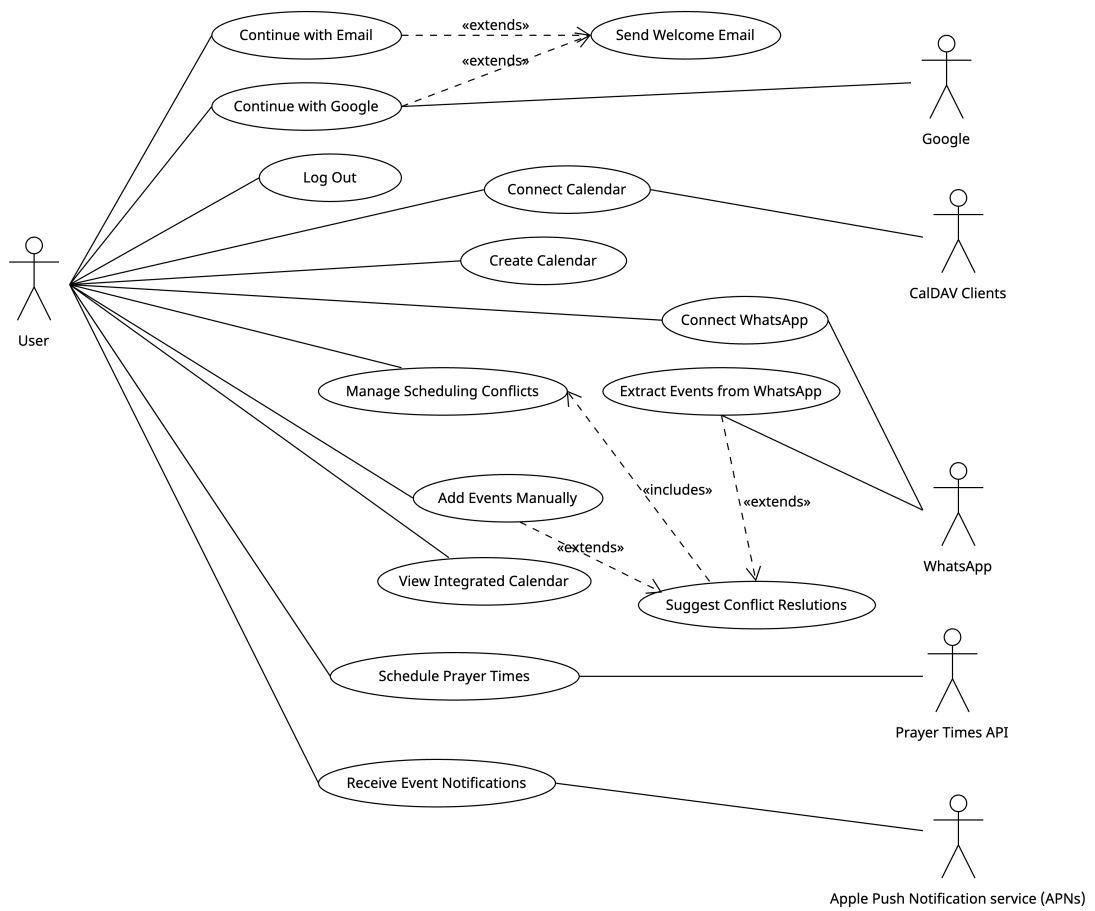 Continue with Email
«extends»
Send Welcome Email
«extends»
Continue with Google
Google
Log Out
Connect Calendar
Create Calendar
CalDAV Clients
User
Connect WhatsApp
Manage Scheduling Conflicts
Extract Events from WhatsApp
«includes»
«extends»
Add Events Manually
«extends»
WhatsApp
View Integrated Calendar
Suggest Conflict Reslutions
Schedule Prayer Times
Prayer Times API
Receive Event Notifications
Apple Push Notification service (APNs)